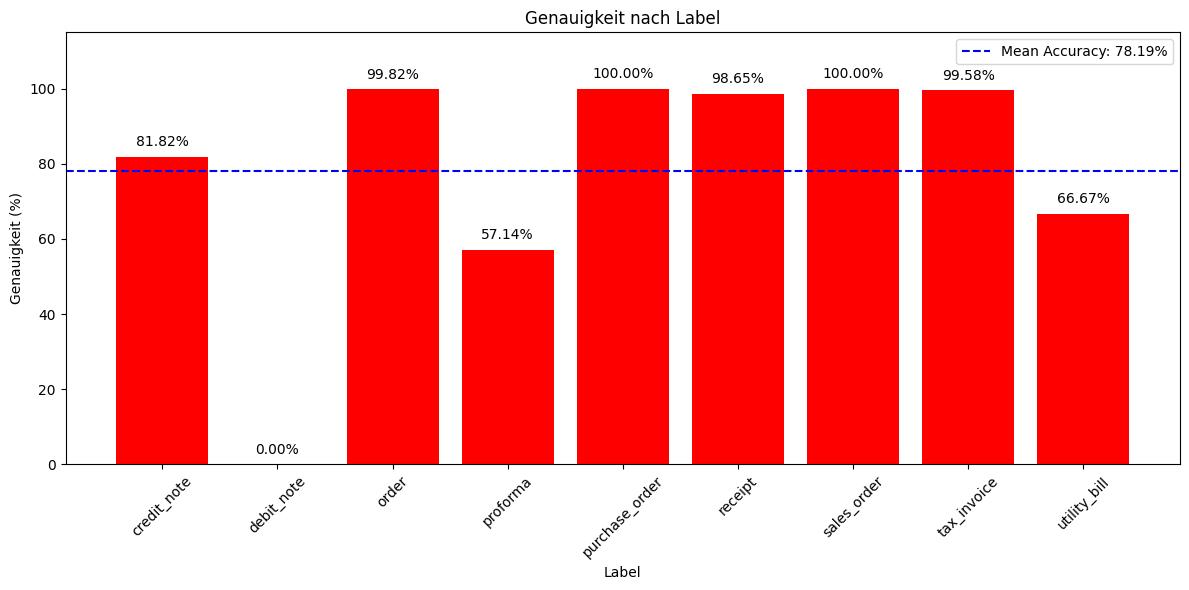 Genauigkeit nach Label
Mean Accuracy: 78.19%
Genauigkeit (%)
100
80
60
40
20
0
81.82%
0.00%
99.82%
57.14%
100.00%
98.65%
100.00%
99.58%
66.67%
credit_note
debit_note
order
proforma
purchase_order
receipt
sales_order
tax_invoice
utility_bill
Label